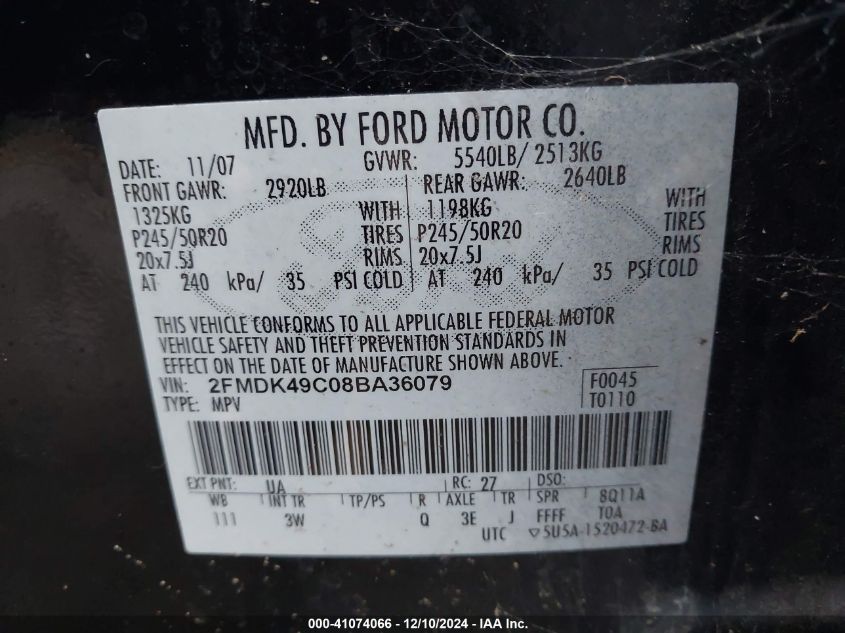 MFD. BY FORD MOTOR CO.
DATE: 11/07 GVWR: 5540LB/ 2513KG
FRONT GAWR: 2920LB REAR GAWR: 2640LB
1325KG WITH 1198KG WITH
P245/50R20 TIRES P245/50R20 TIRES
20x7.5J RIMS 20x7.5J RIMS
AT 240 kPa/ 35 PSI COLD AT 240 kPa/ 35 PSI COLD
THIS VEHICLE CONFORMS TO ALL APPLICABLE FEDERAL MOTOR
VEHICLE SAFETY AND THEFT PREVENTION STANDARDS IN
EFFECT ON THE DATE OF MANUFACTURE SHOWN ABOVE.
VIN: 2FMDK49C08BA36079 F0045
TYPE: MPV T0110
EXT PNT: UA RC: 27 DSO:
WB INT TR TP/PS R AXLE TR SPR 8Q11A
111 3W Q 3E J FFFF TOA
UTC ▽5U5A-1520472-BA
000-41074066 - 12/10/2024 - IAA Inc.